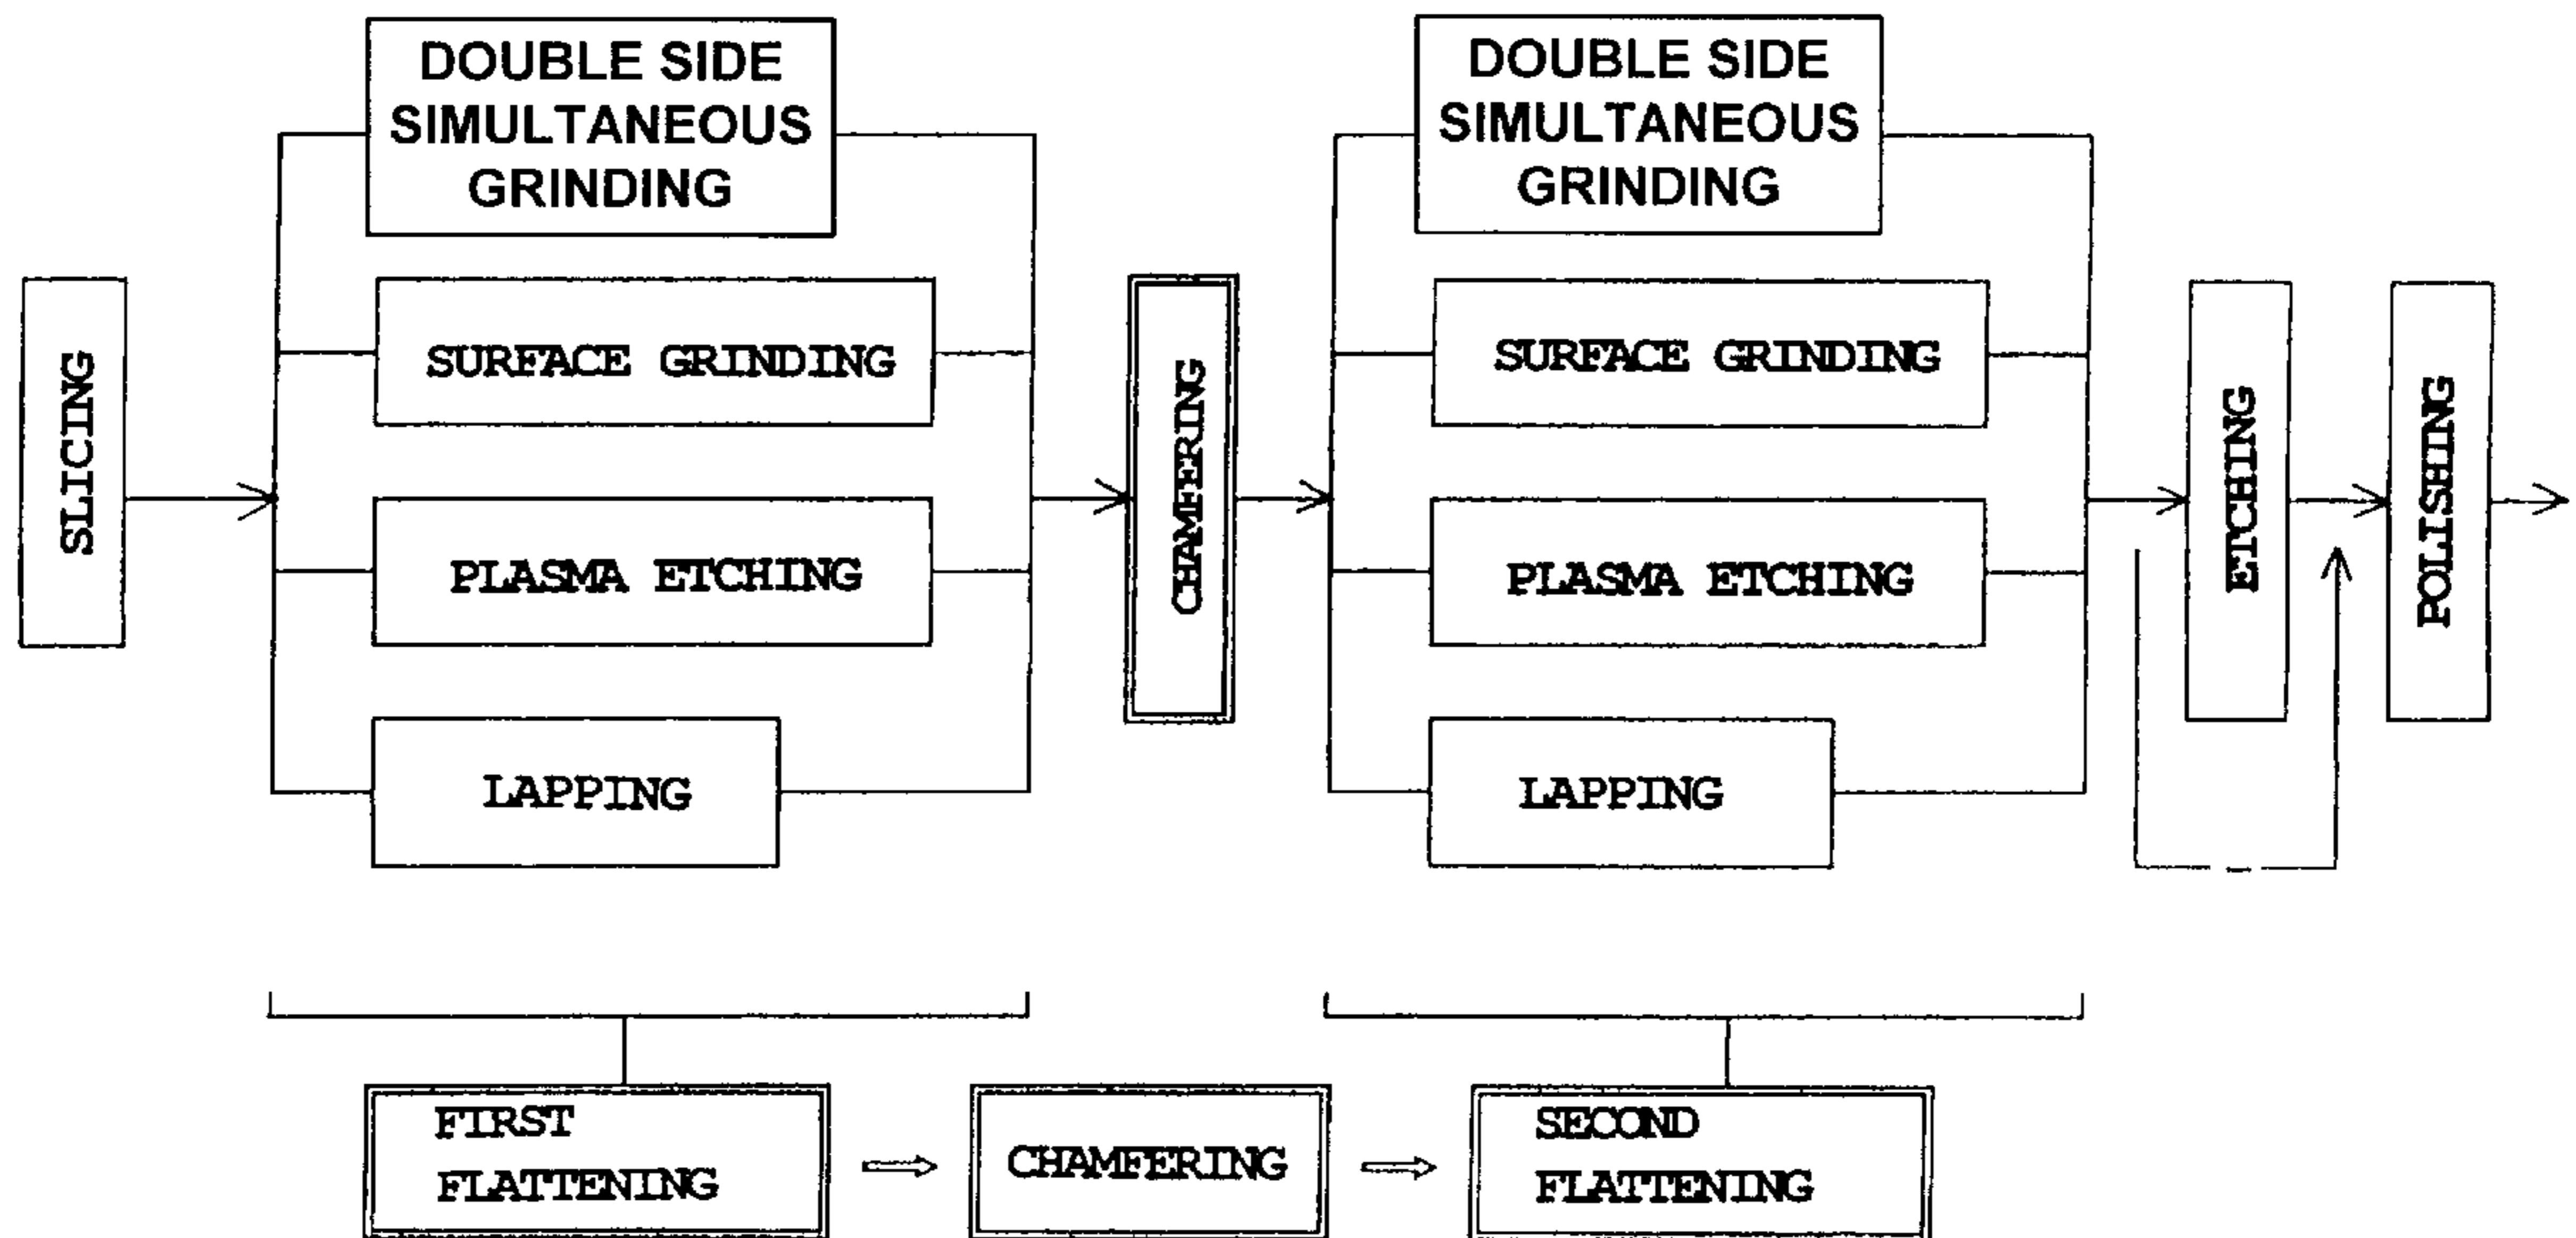 SLICING
DOUBLE SIDE
SIMULTANEOUS
GRINDING
SURFACE GRINDING
PLASMA ETCHING
LAPPING
CHAMFERING
DOUBLE SIDE
SIMULTANEOUS
GRINDING
SURFACE GRINDING
PLASMA ETCHING
LAPPING
ETCHING
POLISHING
FIRST
FLATTENING
CHAMFERING
SECOND
FLATTENING